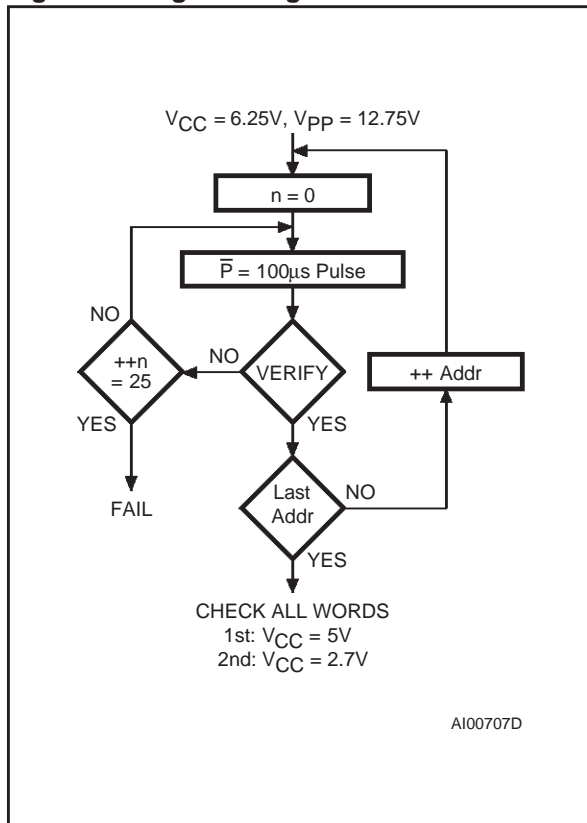 VCC = 6.25V, VPP = 12.75V
n = 0
P̅ = 100μs Pulse
NO
++n
= 25
NO
VERIFY
++ Addr
YES
YES
FAIL
Last
Addr
NO
YES
CHECK ALL WORDS
1st: VCC = 5V
2nd: VCC = 2.7V
AI00707D